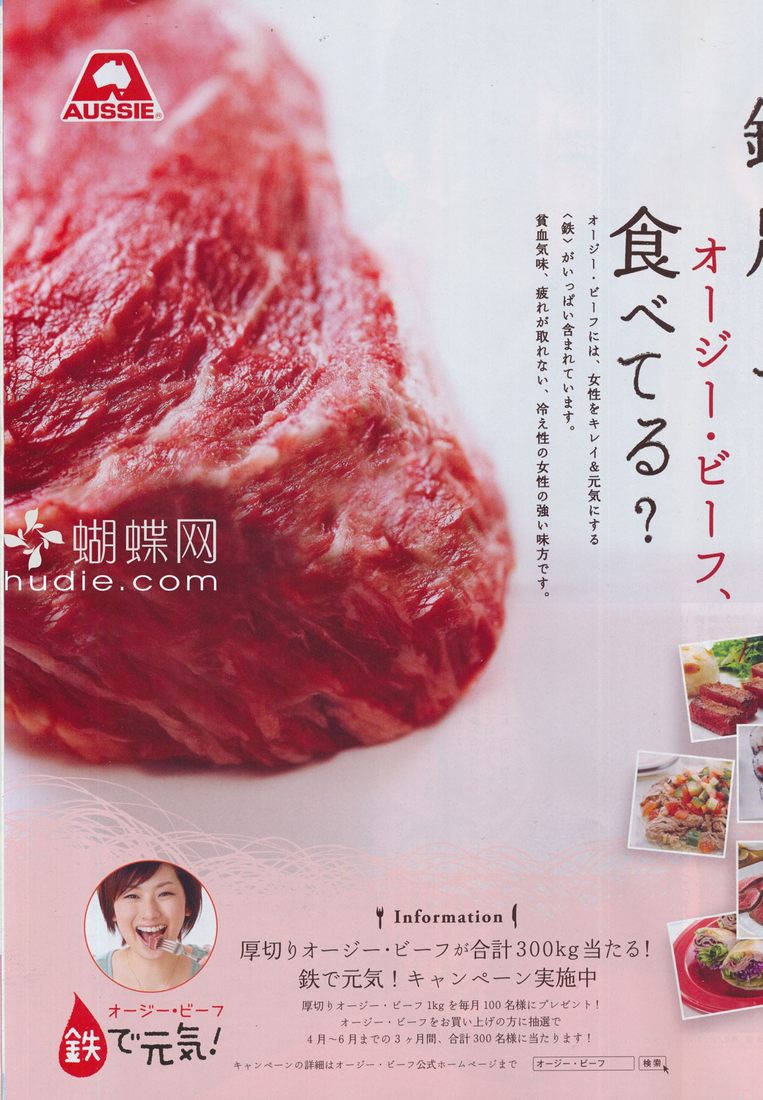 AUSSIE®
オージー・ビーフ、
食べてる?
オージー・ビーフには、女性をキレイ&元気にする
〈鉄〉がいっぱい含まれています。
貧血気味、疲れが取れない、冷え性の女性の強い味方です。
蝴蝶网
hudie.com
Information
厚切りオージー・ビーフが合計300kg当たる!
鉄で元気!キャンペーン実施中
厚切りオージー・ビーフ1kgを毎月100名様にプレゼント!
オージー・ビーフをお買い上げの方に抽選で
4月~6月までの3ヶ月間、合計300名様に当たります!
キャンペーンの詳細はオージー・ビーフ公式ホームページまで オージー・ビーフ 検索
オージー・ビーフ
鉄で元気!